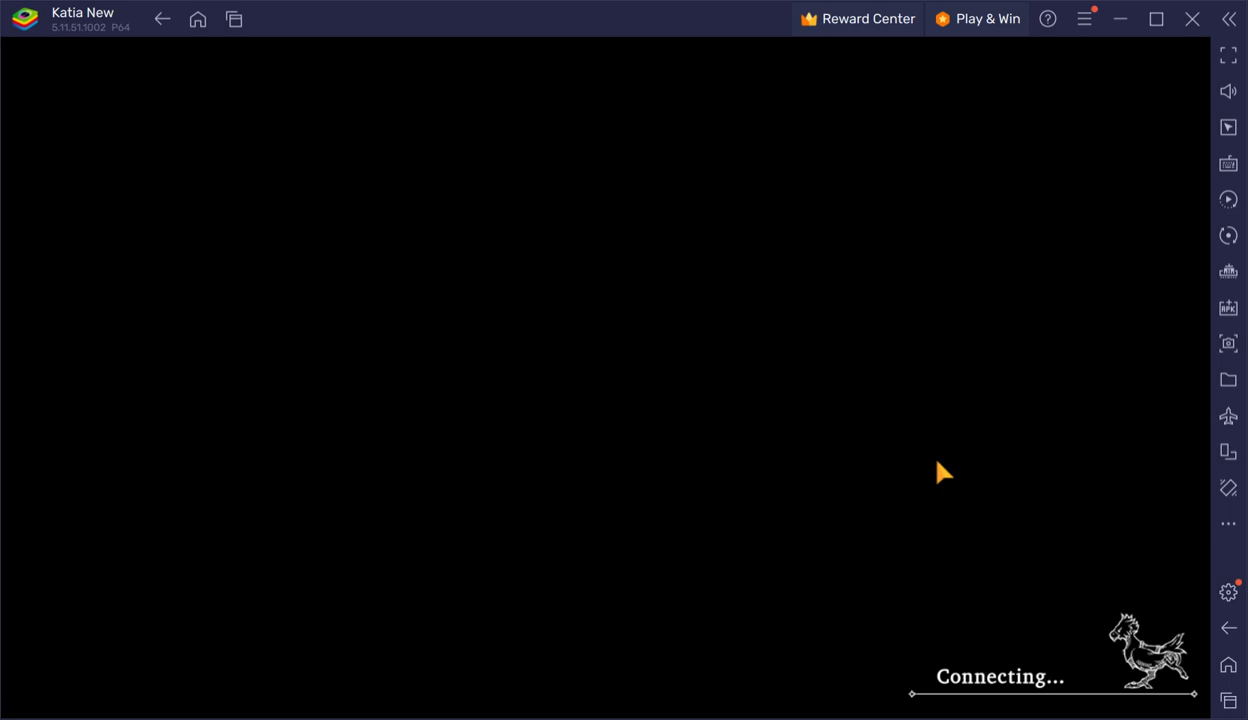 Katia New
5.11.51.1002 P64
Reward Center
Play & Win
Connecting...